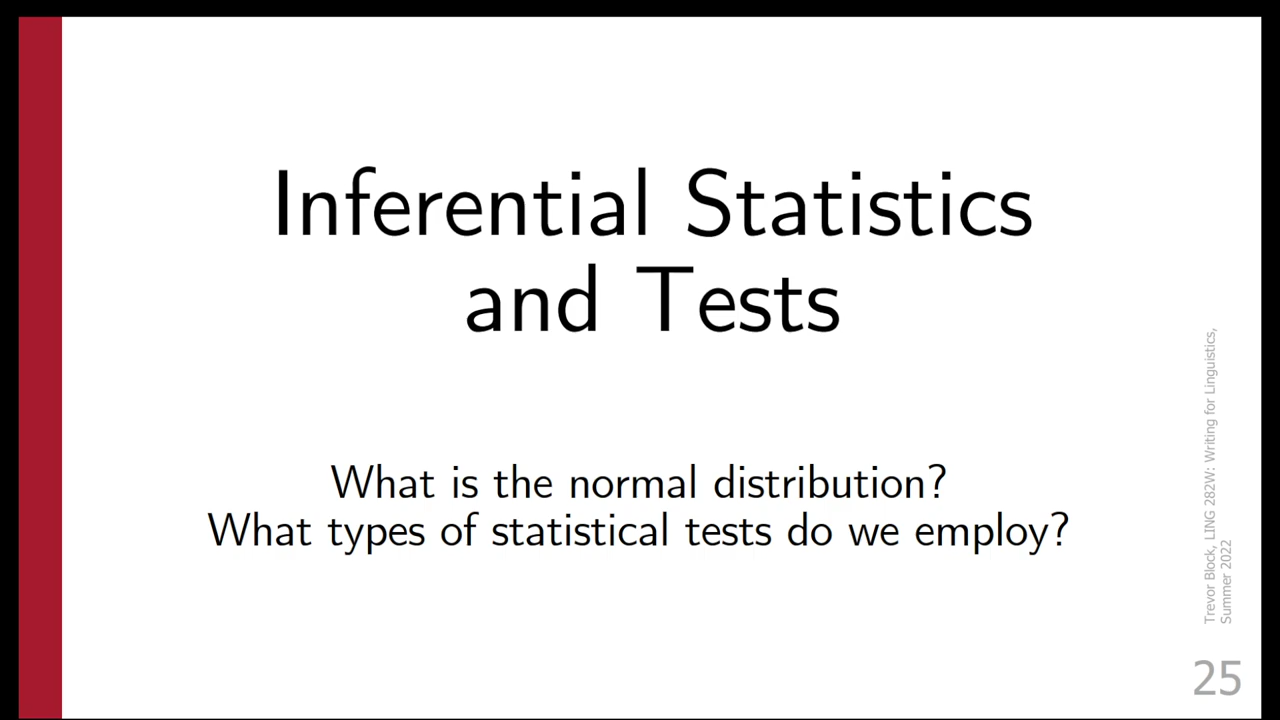 Inferential Statistics
and Tests
What is the normal distribution?
What types of statistical tests do we employ?
Trevor Block, LING 282W: Writing for Linguistics,
Summer 2022
25